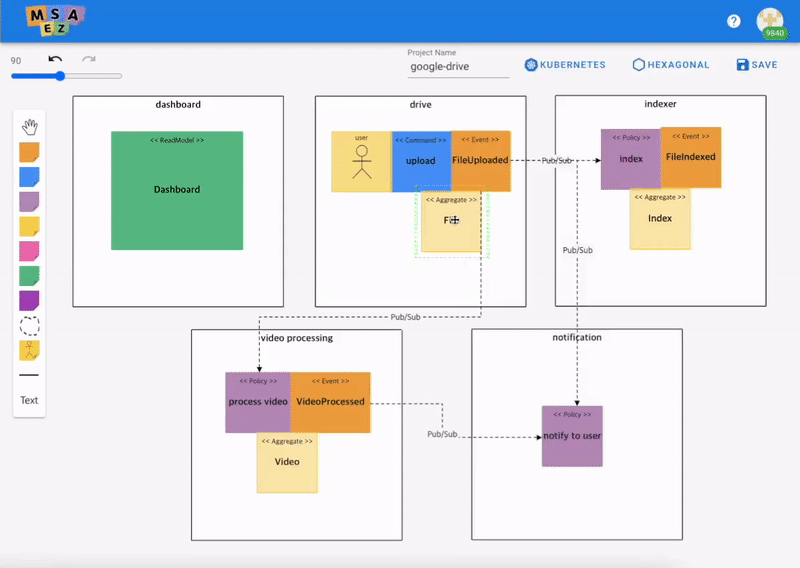 M S A
E Z
9840
90
Project Name
google-drive
KUBERNETES
HEXAGONAL
SAVE
dashboard
<< ReadModel >>
Dashboard
drive
user
<< Command >>
upload
<< Event >>
FileUploaded
<< Aggregate >>
Pub/Sub
indexer
<< Policy >>
index
<< Event >>
FileIndexed
<< Aggregate >>
Index
Pub/Sub
Pub/Sub
video processing
<< Policy >>
process video
<< Event >>
VideoProcessed
<< Aggregate >>
Video
Pub/Sub
notification
<< Policy >>
notify to user
Text